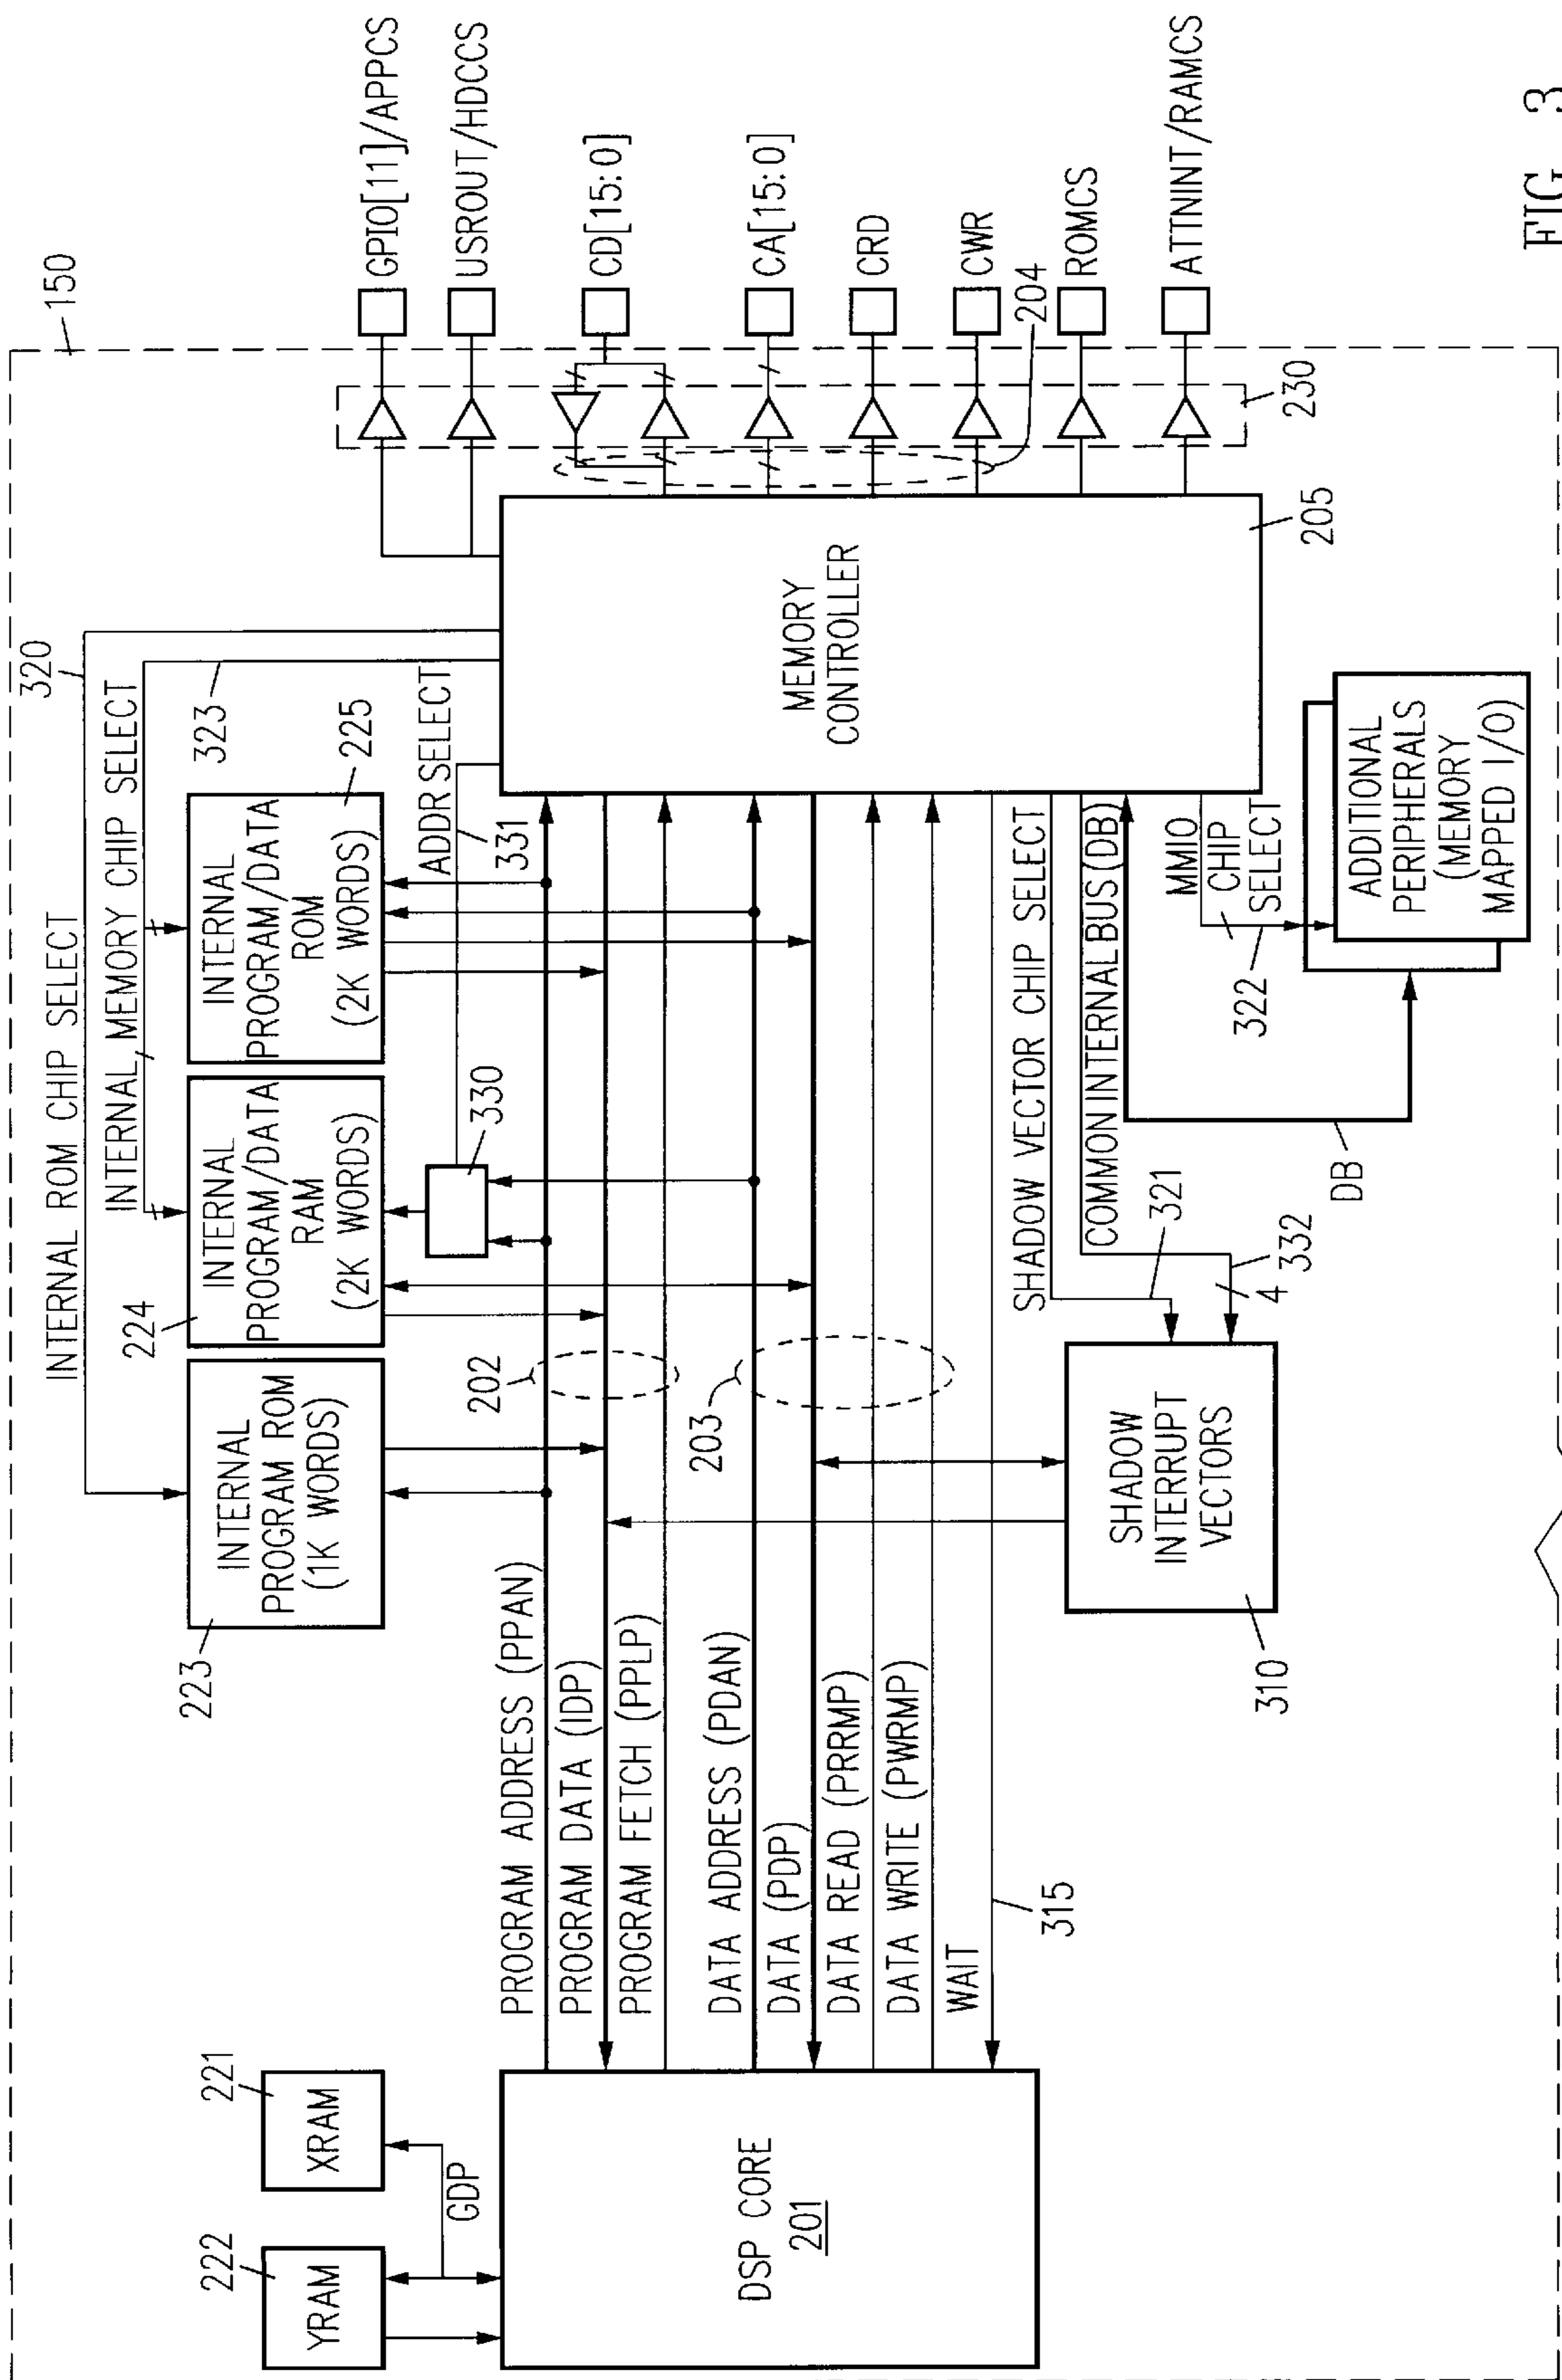 150
320
INTERNAL ROM CHIP SELECT
INTERNAL MEMORY CHIP SELECT
323
223
INTERNAL
PROGRAM ROM
(1K WORDS)
224
INTERNAL
PROGRAM/DATA
RAM
(2K WORDS)
INTERNAL
PROGRAM/DATA
ROM
(2K WORDS)
225
222
YRAM
221
XRAM
GDP
330
ADDR SELECT
331
DSP CORE
201
PROGRAM ADDRESS (PPAN)
PROGRAM DATA (IDP)
PROGRAM FETCH (PPLP)
202
DATA ADDRESS (PDAN)
DATA (PDP)
DATA READ (PRRMP)
DATA WRITE (PWRMP)
WAIT
203
315
MEMORY
CONTROLLER
205
GPIO[11]/APPCS
USROUT/HDCCS
CD[15:0]
CA[15:0]
CRD
CWR
204
ROMCS
ATTNINT/RAMCS
230
SHADOW VECTOR CHIP SELECT
COMMON INTERNAL BUS (DB)
321
4
332
SHADOW
INTERRUPT
VECTORS
310
MMIO
CHIP
SELECT
322
DB
ADDITIONAL
PERIPHERALS
(MEMORY
MAPPED I/O)
FIG. 3